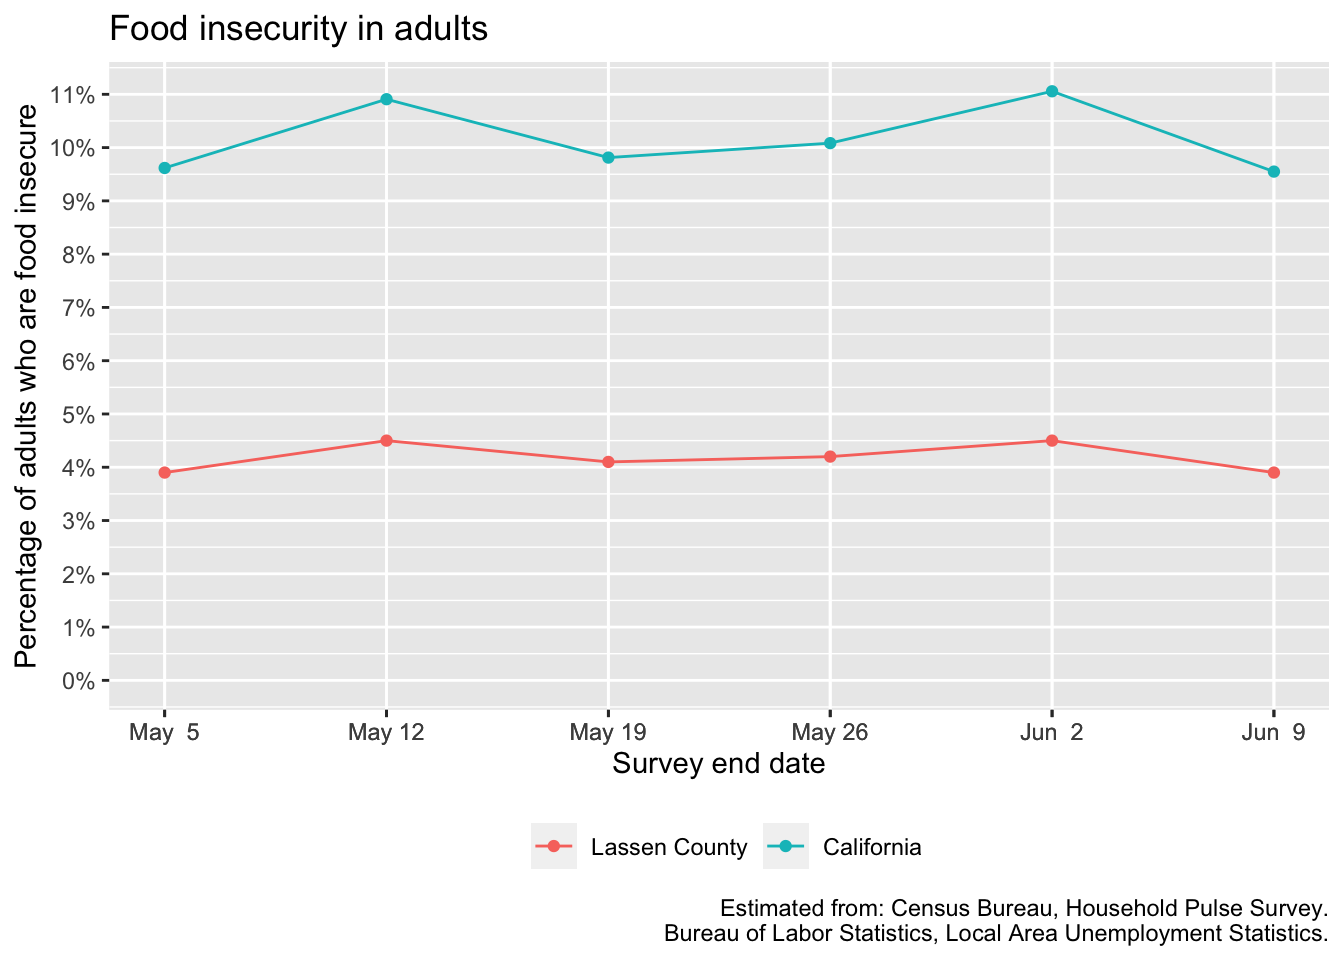 Food insecurity in adults
Percentage of adults who are food insecure
11%
10%
9%
8%
7%
6%
5%
4%
3%
2%
1%
0%
May 5
May 12
May 19
May 26
Jun 2
Jun 9
Survey end date
Lassen County
California
Estimated from: Census Bureau, Household Pulse Survey.
Bureau of Labor Statistics, Local Area Unemployment Statistics.